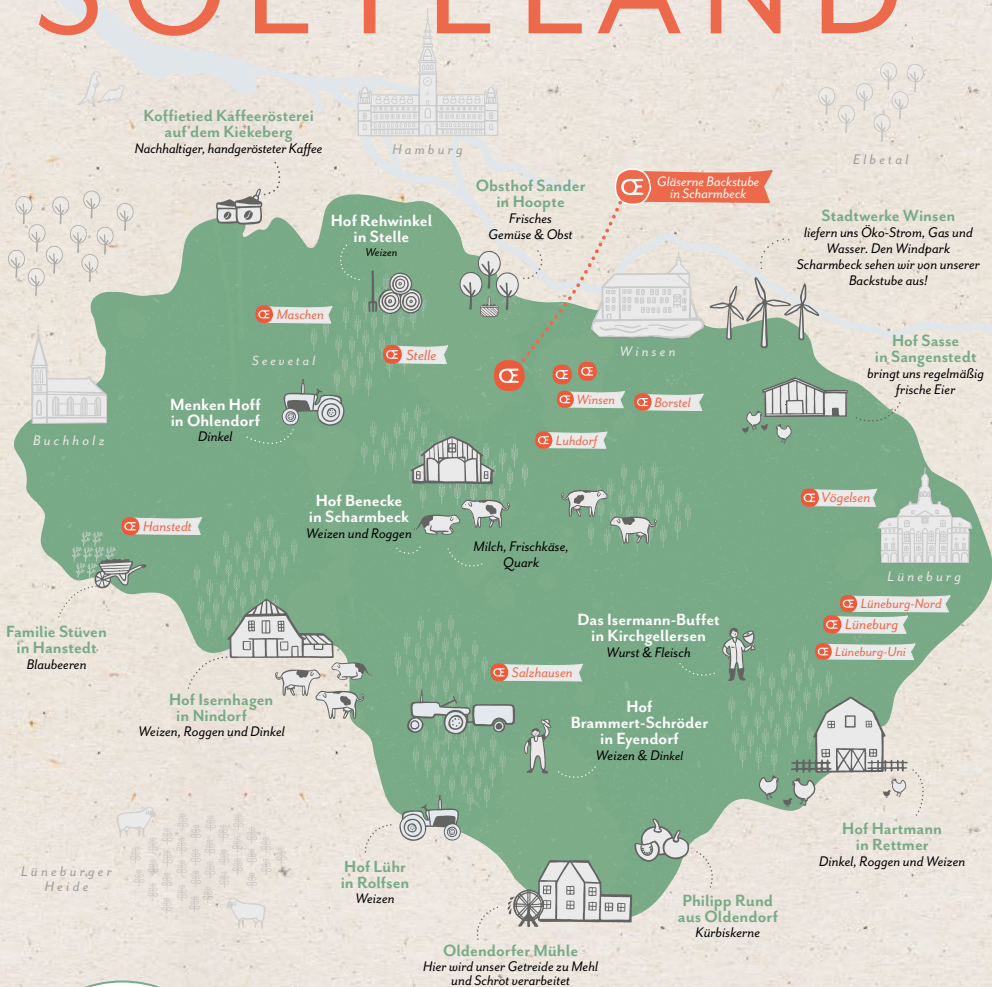 SOETELAND
Hamburg
Koffietied Kaffeerösterei
auf dem Kiekeberg
Nachhaltiger, handgerösteter Kaffee
Elbetal
Gläserne Backstube
in Scharmbeck
Obsthof Sander
in Hoopte
Frisches
Gemüse & Obst
Hof Rehwinkel
in Stelle
Weizen
Stadtwerke Winsen
liefern uns Öko-Strom, Gas und
Wasser. Den Windpark
Scharmbeck sehen wir von unserer
Backstube aus!
Maschen
Seevetal
Stelle
Winsen
Hof Sasse
in Sangenstedt
bringt uns regelmäßig
frische Eier
Menken Hoff
in Ohlendorf
Dinkel
Winsen
Borstel
Buchholz
Luhdorf
Hof Benecke
in Scharmbeck
Weizen und Roggen
Vögelsen
Hanstedt
Milch, Frischkäse,
Quark
Lüneburg
Lüneburg-Nord
Lüneburg
Lüneburg-Uni
Familie Stüven
in Hanstedt
Blaubeeren
Das Isermann-Buffet
in Kirchgellersen
Wurst & Fleisch
Salzhausen
Hof Isernhagen
in Nindorf
Weizen, Roggen und Dinkel
Hof
Brammert-Schröder
in Eyendorf
Weizen & Dinkel
Hof Hartmann
in Rettmer
Dinkel, Roggen und Weizen
Lüneburger
Heide
Hof Lühr
in Rolfsen
Weizen
Philipp Rund
aus Oldendorf
Kürbiskerne
Oldendorfer Mühle
Hier wird unser Getreide zu Mehl
und Schrot verarbeitet